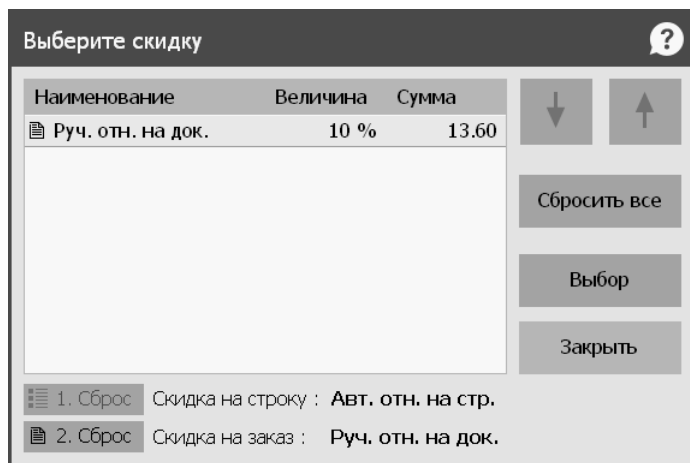 Выберите скидку ?
Наименование Величина Сумма
Руч. отн. на док. 10 % 13.60
Сбросить все
Выбор
Закрыть
1. Сброс Скидка на строку : Авт. отн. на стр.
2. Сброс Скидка на заказ : Руч. отн. на док.